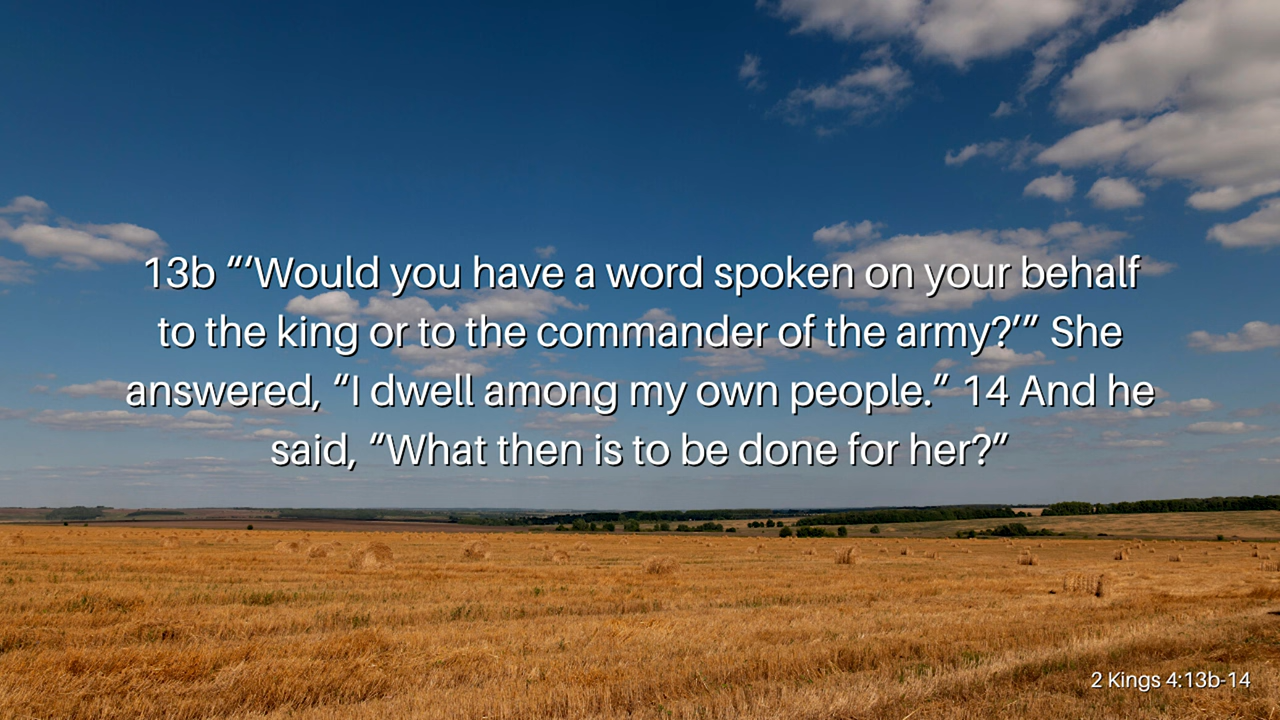 13b “‘Would you have a word spoken on your behalf
to the king or to the commander of the army?’” She
answered, “I dwell among my own people.” 14 And he
said, “What then is to be done for her?”
2 Kings 4:13b-14